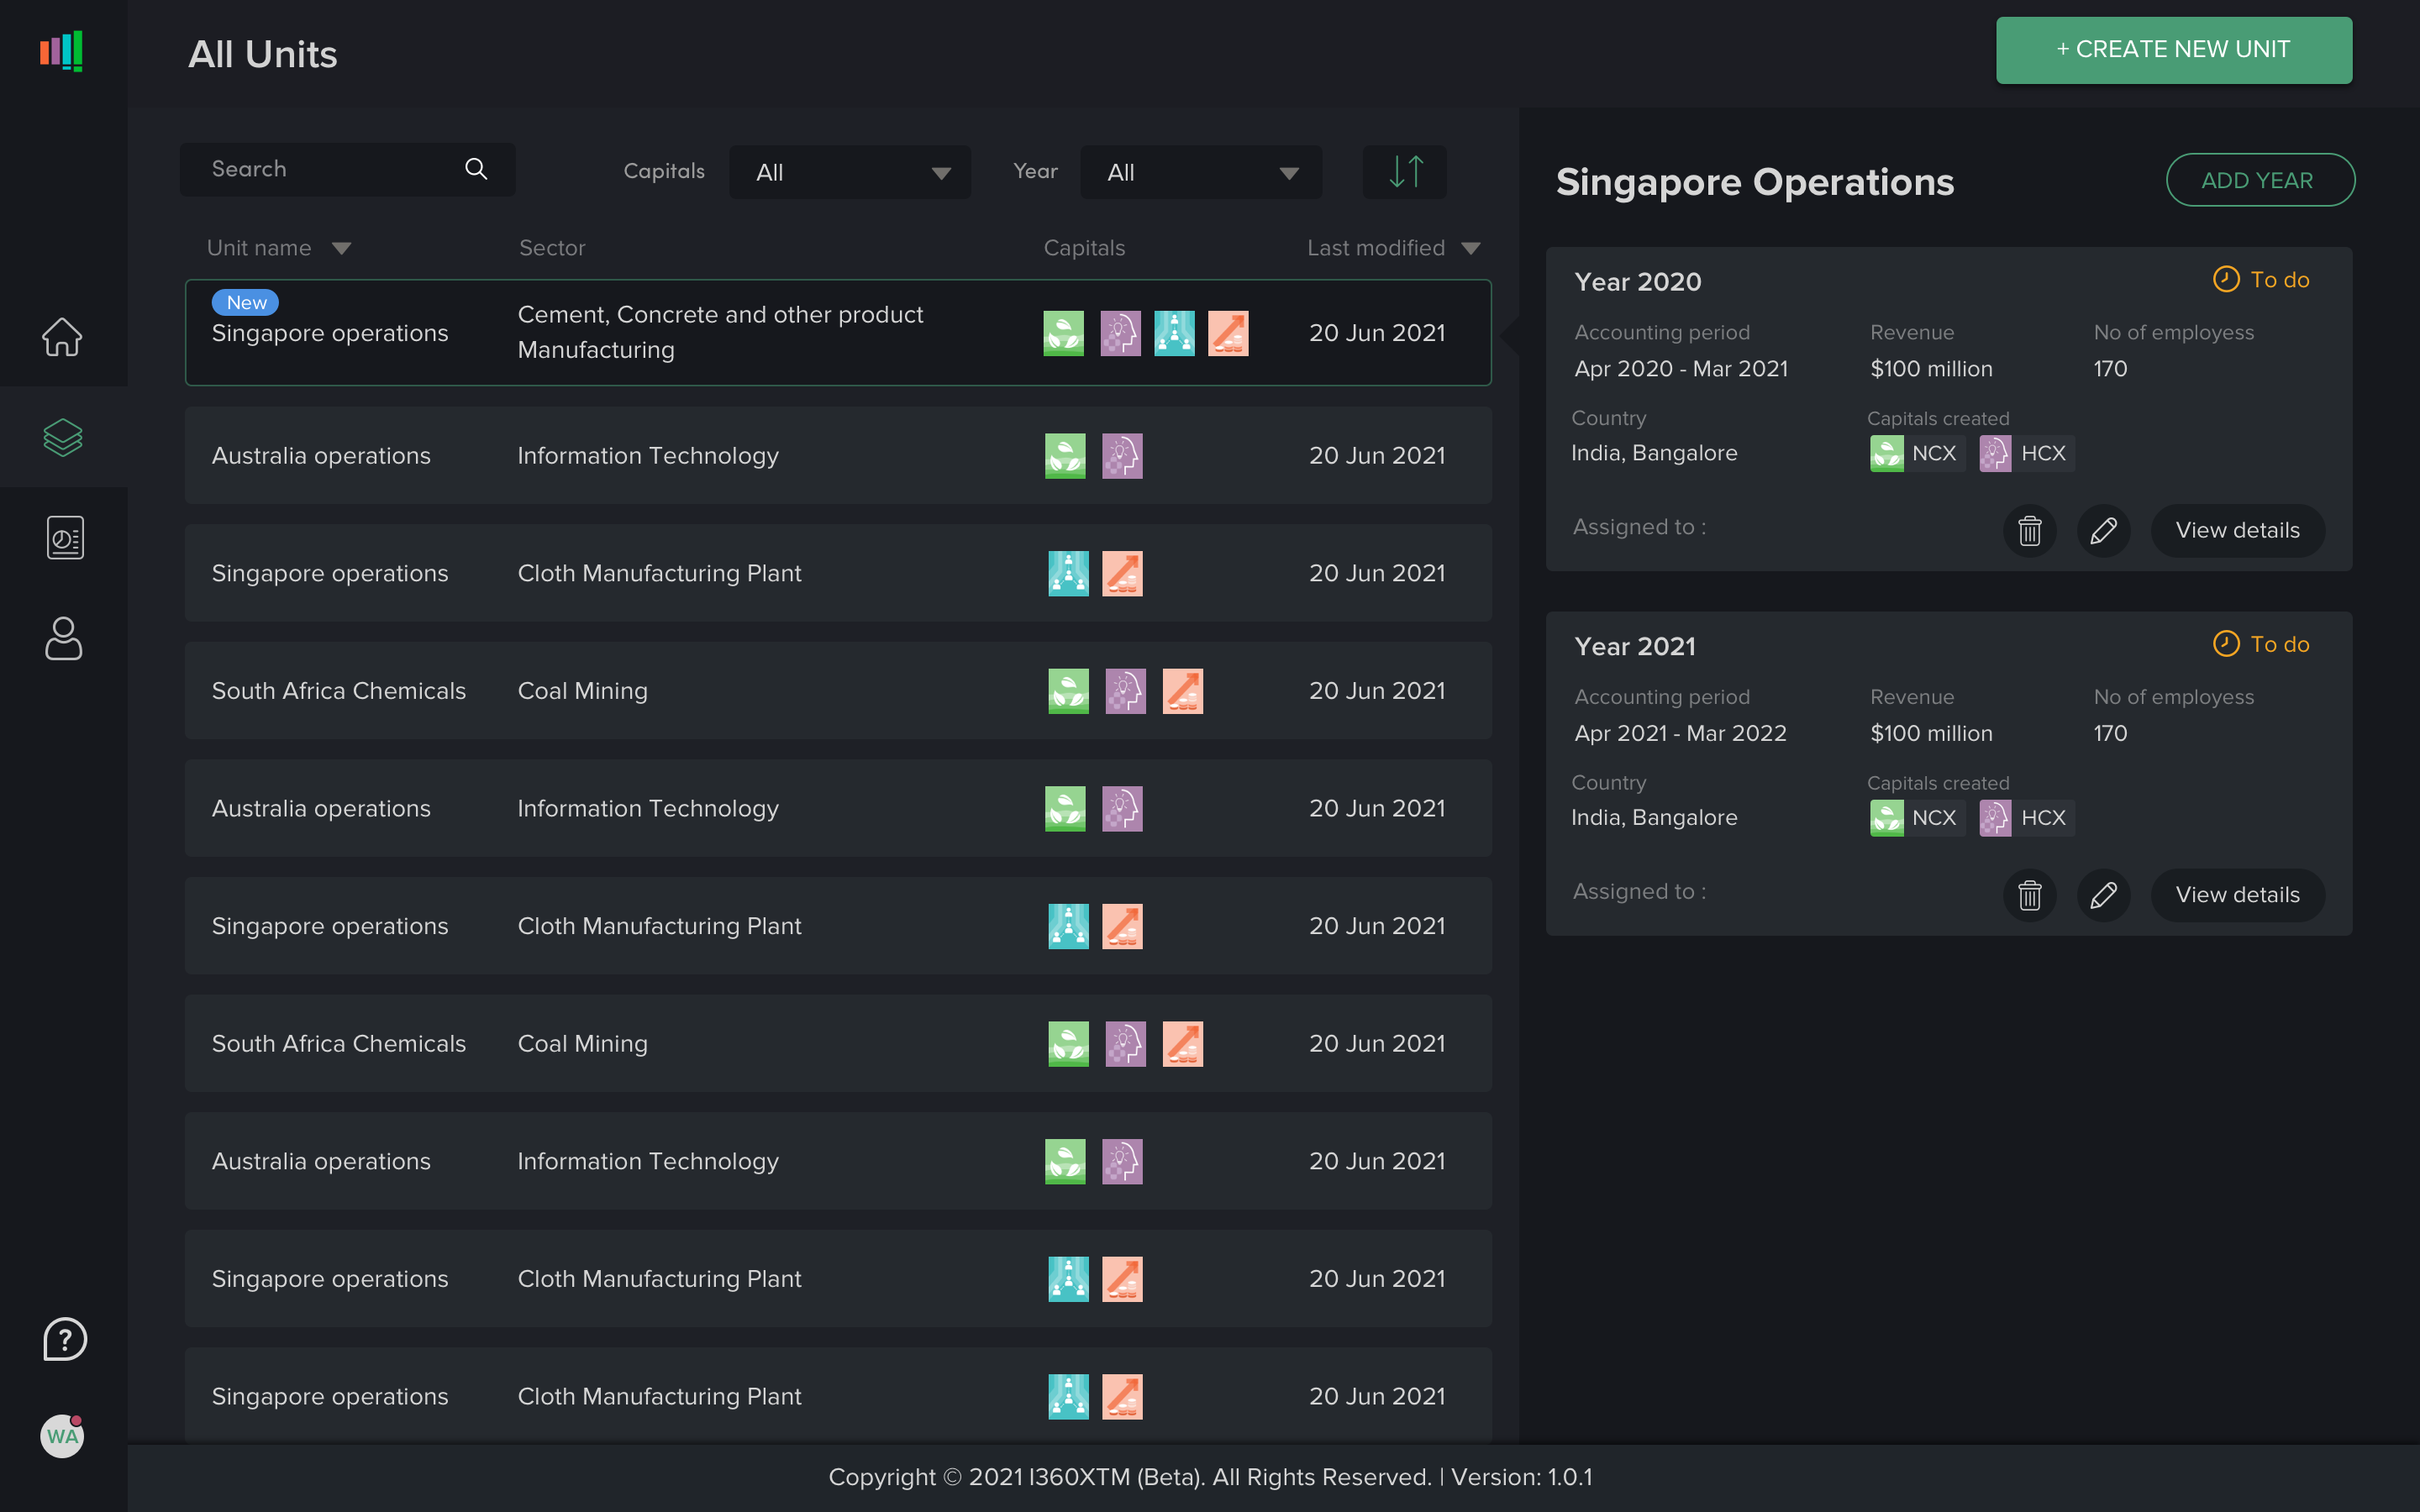 All Units
+ CREATE NEW UNIT
Search
Capitals
All
Year
All
Unit name
Sector
Capitals
Last modified
New
Singapore operations
Cement, Concrete and other product
Manufacturing
20 Jun 2021
Australia operations
Information Technology
20 Jun 2021
Singapore operations
Cloth Manufacturing Plant
20 Jun 2021
South Africa Chemicals
Coal Mining
20 Jun 2021
Australia operations
Information Technology
20 Jun 2021
Singapore operations
Cloth Manufacturing Plant
20 Jun 2021
South Africa Chemicals
Coal Mining
20 Jun 2021
Australia operations
Information Technology
20 Jun 2021
Singapore operations
Cloth Manufacturing Plant
20 Jun 2021
Singapore operations
Cloth Manufacturing Plant
20 Jun 2021
Singapore Operations
ADD YEAR
Year 2020
To do
Accounting period
Revenue
No of employess
Apr 2020 - Mar 2021
$100 million
170
Country
Capitals created
India, Bangalore
NCX
HCX
Assigned to :
View details
Year 2021
To do
Accounting period
Revenue
No of employess
Apr 2021 - Mar 2022
$100 million
170
Country
Capitals created
India, Bangalore
NCX
HCX
Assigned to :
View details
?
WA
Copyright © 2021 I360XTM (Beta). All Rights Reserved. | Version: 1.0.1